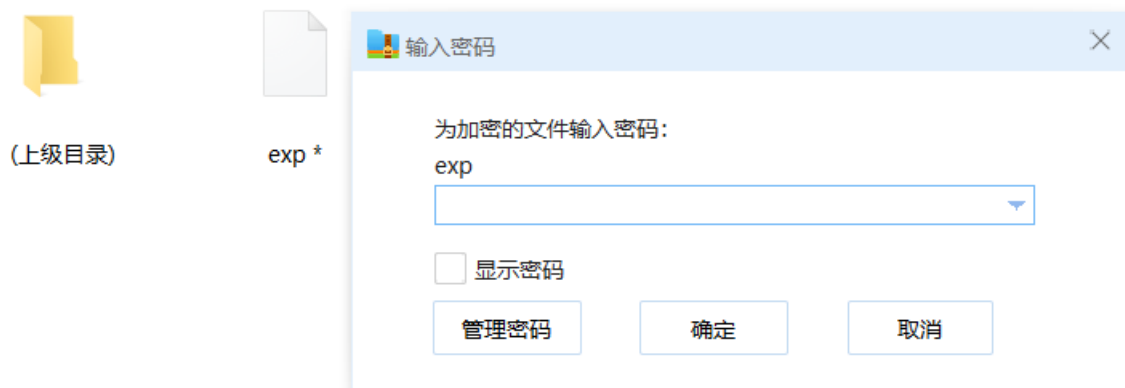 (上级目录)
exp *
输入密码
为加密的文件输入密码:
exp
显示密码
管理密码
确定
取消